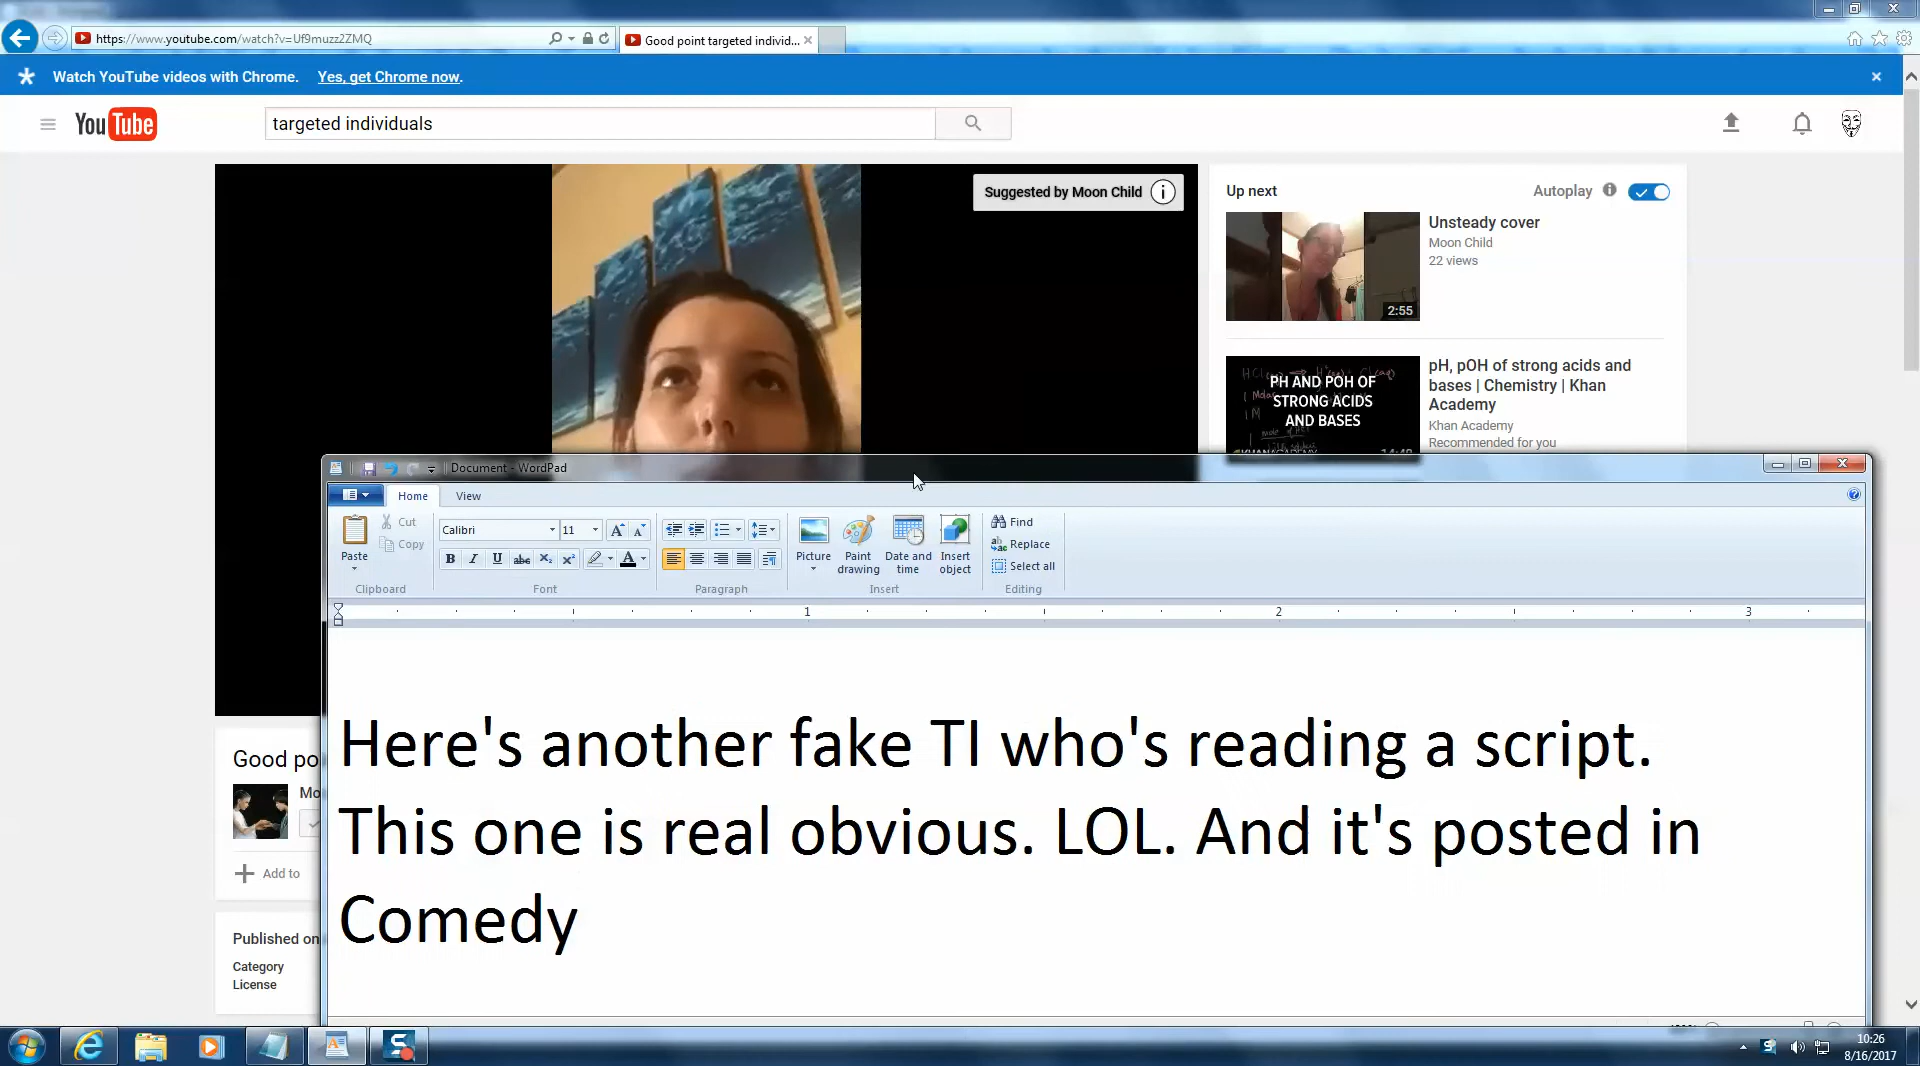 https://www.youtube.com/watch?v=Uf9muzz2ZMQ
Good point targeted individ...
Watch YouTube videos with Chrome. Yes, get Chrome now.
YouTube
targeted individuals
Suggested by Moon Child
Up next
Autoplay
Unsteady cover
Moon Child
22 views
2:55
PH AND POH OF
STRONG ACIDS
AND BASES
pH, pOH of strong acids and
bases | Chemistry | Khan
Academy
Khan Academy
Recommended for you
Document - WordPad
Home View
Paste
Cut
Copy
Clipboard
Calibri 11
Font
Paragraph
Picture
Paint
drawing
Date and
time
Insert
object
Insert
Find
Replace
Select all
Editing
1 2 3
Here's another fake TI who's reading a script.
This one is real obvious. LOL. And it's posted in
Comedy
Good po
Mo
Add to
Published on
Category
License
10:26
8/16/2017